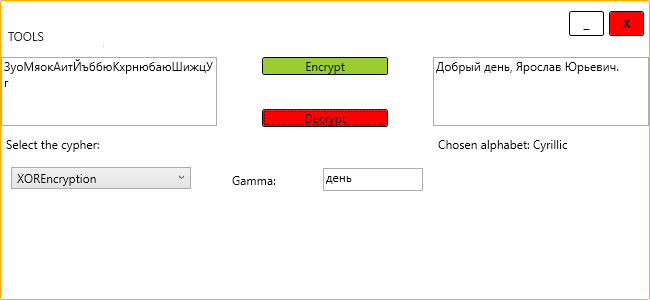 _ X
TOOLS
ЗуоМяокАитЙъббюКхрнюбаюШижцУ
г
Encrypt
Добрый день, Ярослав Юрьевич.
Decrypt
Select the cypher:
Chosen alphabet: Cyrillic
XOREncryption
Gamma:
день